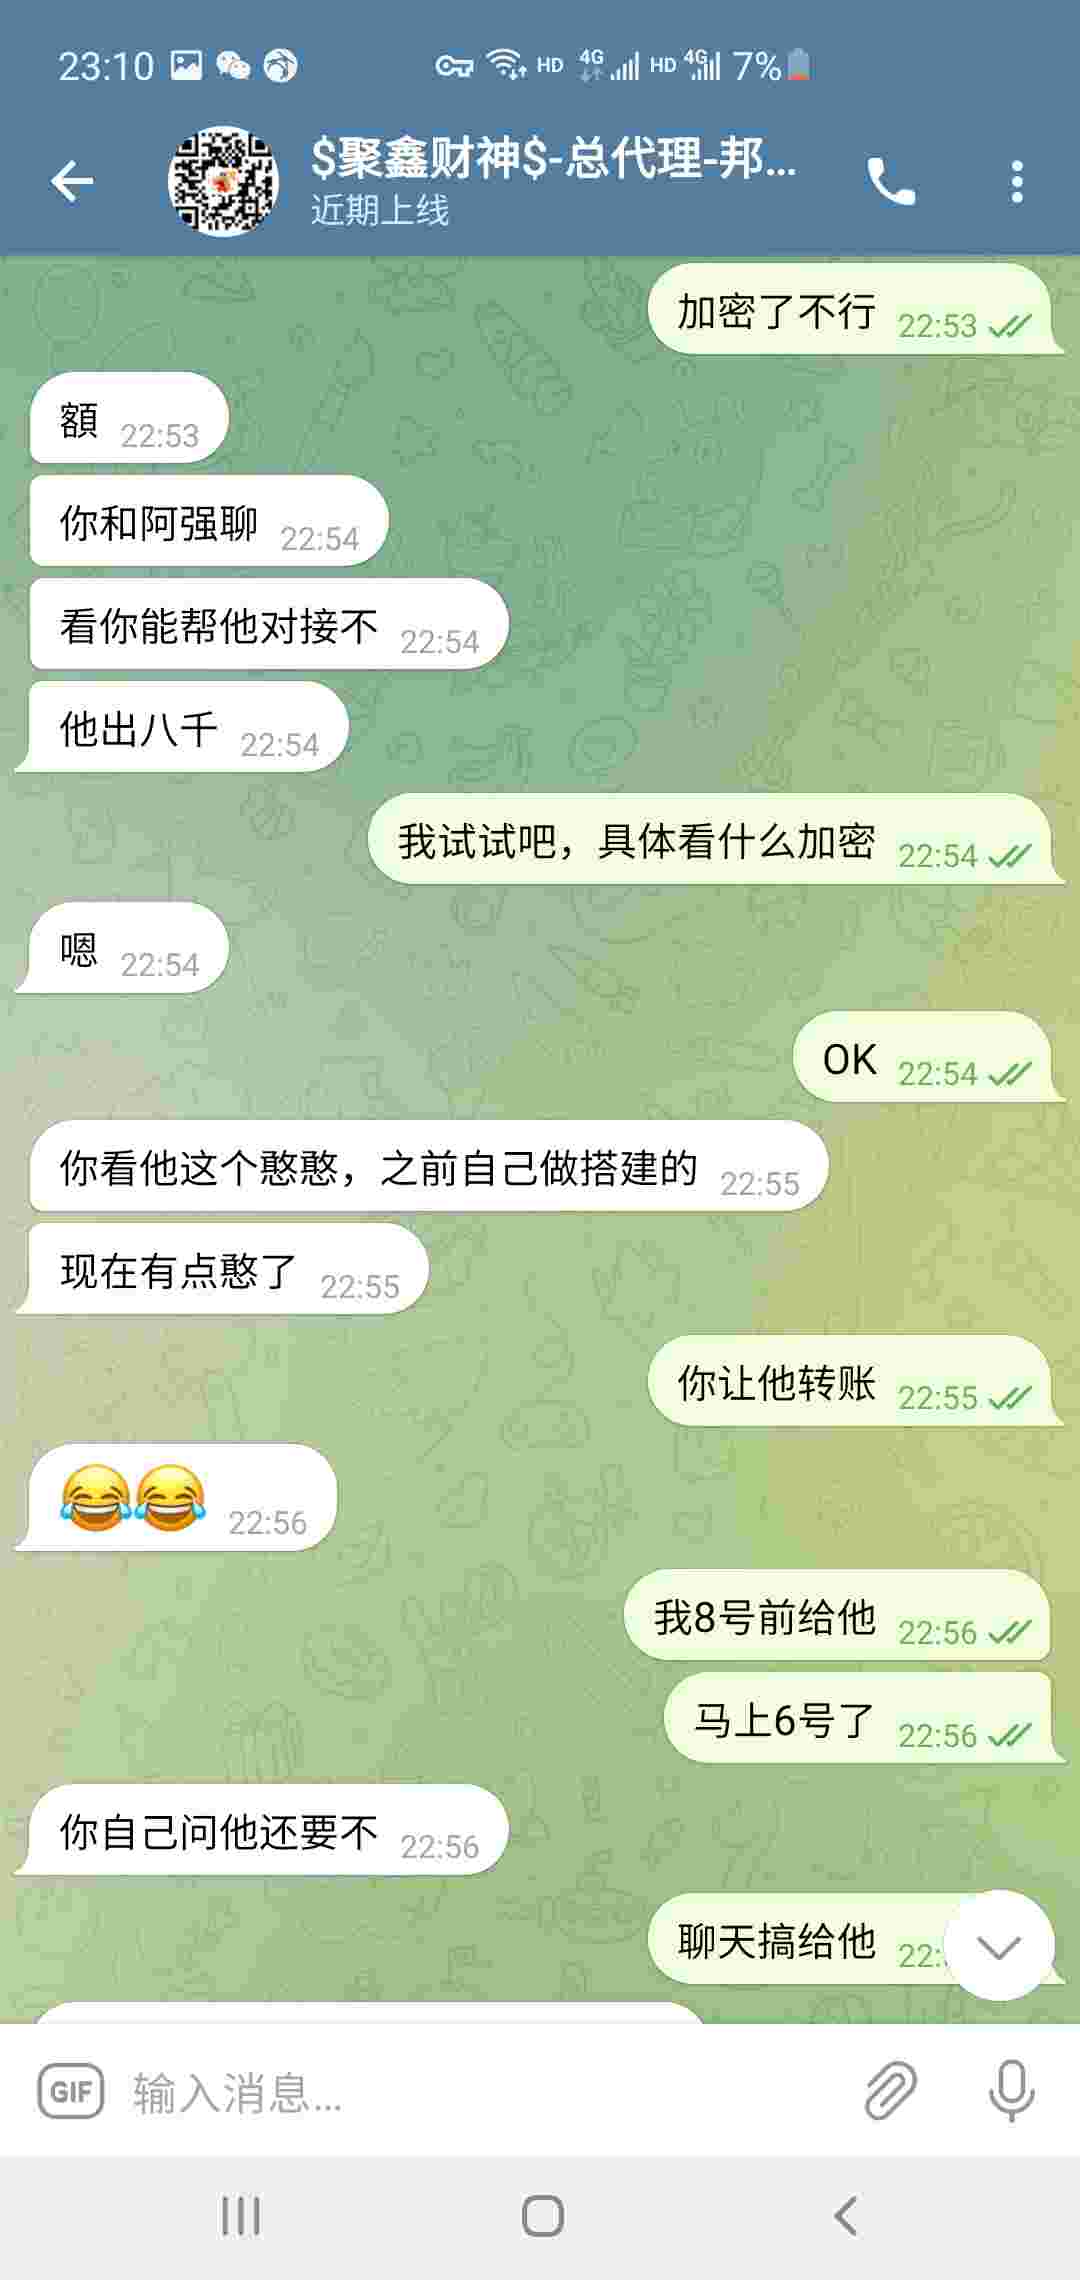 23:10 HD 4G HD 4G 7%
$聚鑫财神$-总代理-邦...
近期上线
加密了不行 22:53
額 22:53
你和阿强聊 22:54
看你能帮他对接不 22:54
他出八千 22:54
我试试吧，具体看什么加密 22:54
嗯 22:54
OK 22:54
你看他这个憨憨，之前自己做搭建的 22:55
现在有点憨了 22:55
你让他转账 22:55
😂😂 22:56
我8号前给他 22:56
马上6号了 22:56
你自己问他还要不 22:56
聊天搞给他 22:
GIF 输入消息...